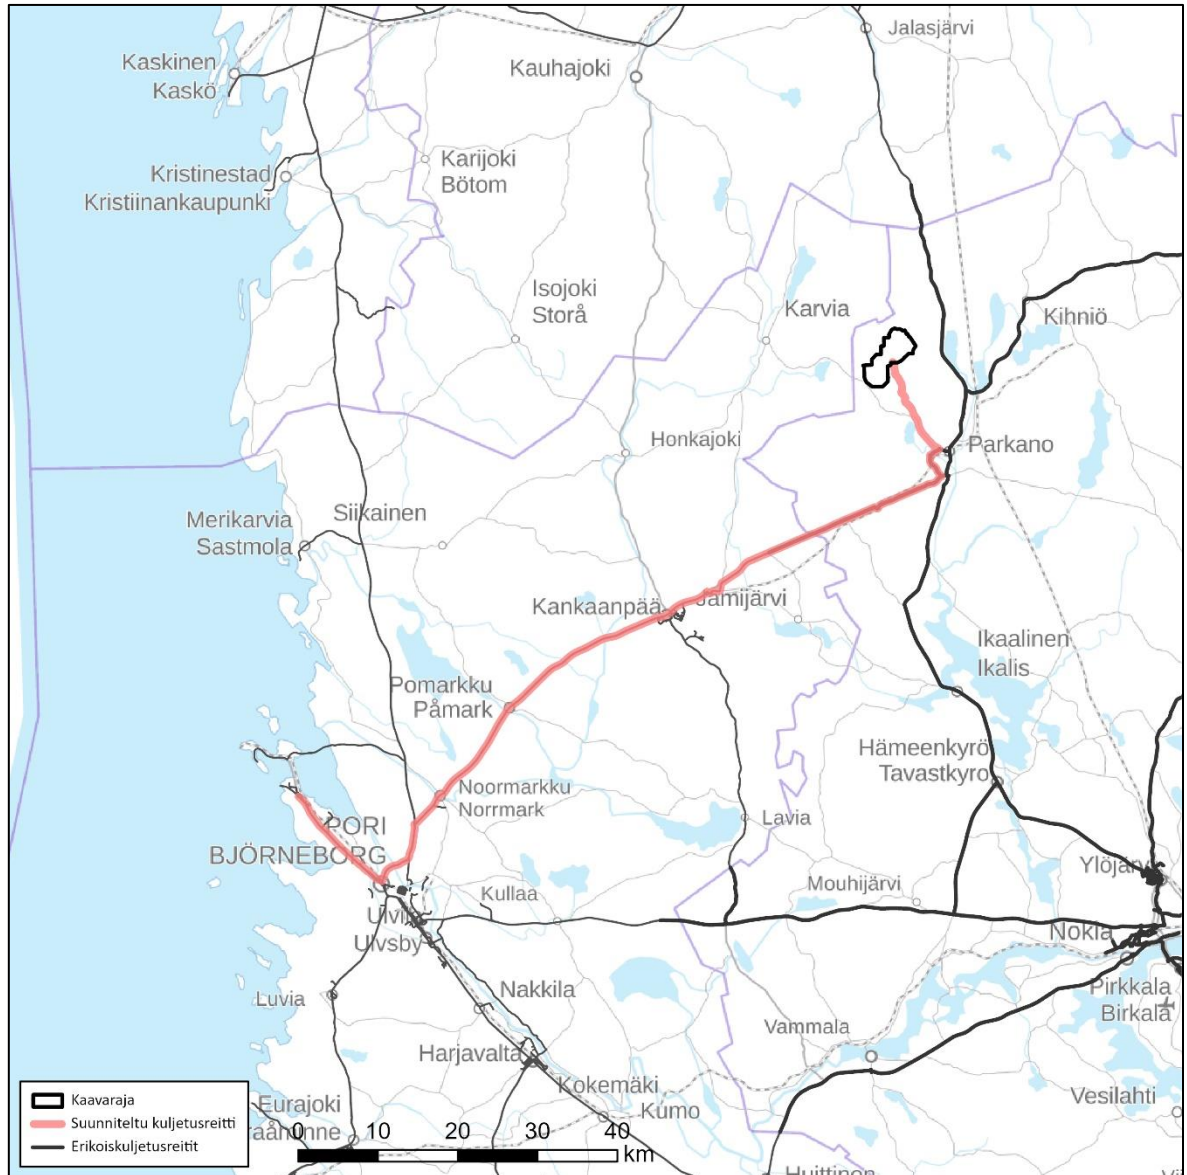 Jalasjärvi
Kaskinen
Kaskö
Kauhajoki
Karijoki
Bötom
Kristinestad
Kristiinankaupunki
Isojoki
Storå
Karvia
Kihniö
Honkajoki
Parkano
Merikarvia
Sastmola
Siikainen
Kankaanpää
Jämijärvi
Ikaalinen
Ikalis
Pomarkku
Påmark
Hämeenkyrö
Tavastkyro
Noormarkku
Norrmark
PORI
BJÖRNEBORG
Lavia
Ylöjärvi
Kullaa
Mouhijärvi
Ulvila
Ulvsby
Nokia
Nakkila
Pirkkala
Birkala
Luvia
Vammala
Harjavalta
Kokemäki
Kumo
Vesilahti
Eurajoki
Huittinen
Kaavaraja
Suunniteltu kuljetusreitti
Erikoiskuljetusreitit
0 10 20 30 40
km